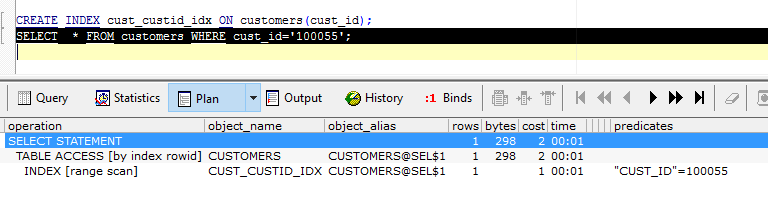 CREATE INDEX cust_custid_idx ON customers(cust_id);
SELECT * FROM customers WHERE cust_id='100055';
Query Statistics Plan Output History :1 Binds
operation object_name object_alias rows bytes cost time predicates
SELECT STATEMENT 1 298 2 00:01
TABLE ACCESS [by index rowid] CUSTOMERS CUSTOMERS@SEL$1 1 298 2 00:01
INDEX [range scan] CUST_CUSTID_IDX CUSTOMERS@SEL$1 1 1 00:01 "CUST_ID"=100055